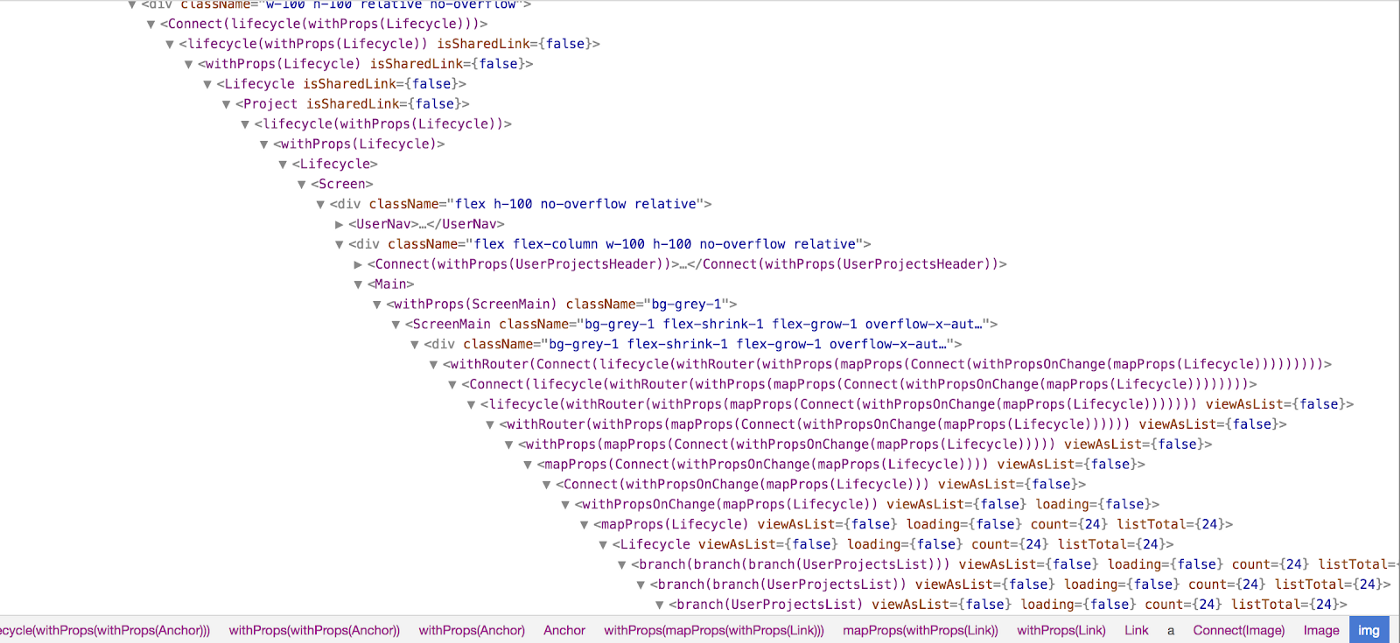 ▼<div className="w-100 h-100 relative no-overflow">
▼<Connect(lifecycle(withProps(Lifecycle)))>
▼<lifecycle(withProps(Lifecycle)) isSharedLink={false}>
▼<withProps(Lifecycle) isSharedLink={false}>
▼<Lifecycle isSharedLink={false}>
▼<Project isSharedLink={false}>
▼<lifecycle(withProps(Lifecycle))>
▼<withProps(Lifecycle)>
▼<Lifecycle>
▼<Screen>
▼<div className="flex h-100 no-overflow relative">
▶<UserNav>…</UserNav>
▼<div className="flex flex-column w-100 h-100 no-overflow relative">
▶<Connect(withProps(UserProjectsHeader))>…</Connect(withProps(UserProjectsHeader))>
▼<Main>
▼<withProps(ScreenMain) className="bg-grey-1">
▼<ScreenMain className="bg-grey-1 flex-shrink-1 flex-grow-1 overflow-x-aut…">
▼<div className="bg-grey-1 flex-shrink-1 flex-grow-1 overflow-x-aut…">
▼<withRouter(Connect(lifecycle(withRouter(withProps(mapProps(Connect(withPropsOnChange(mapProps(Lifecycle)))))))))>
▼<Connect(lifecycle(withRouter(withProps(mapProps(Connect(withPropsOnChange(mapProps(Lifecycle))))))))>
▼<lifecycle(withRouter(withProps(mapProps(Connect(withPropsOnChange(mapProps(Lifecycle))))))) viewAsList={false}>
▼<withRouter(withProps(mapProps(Connect(withPropsOnChange(mapProps(Lifecycle)))))) viewAsList={false}>
▼<withProps(mapProps(Connect(withPropsOnChange(mapProps(Lifecycle))))) viewAsList={false}>
▼<mapProps(Connect(withPropsOnChange(mapProps(Lifecycle)))) viewAsList={false}>
▼<Connect(withPropsOnChange(mapProps(Lifecycle))) viewAsList={false}>
▼<withPropsOnChange(mapProps(Lifecycle)) viewAsList={false} loading={false}>
▼<mapProps(Lifecycle) viewAsList={false} loading={false} count={24} listTotal={24}>
▼<Lifecycle viewAsList={false} loading={false} count={24} listTotal={24}>
▼<branch(branch(branch(UserProjectsList))) viewAsList={false} loading={false} count={24} listTotal=
▼<branch(branch(UserProjectsList)) viewAsList={false} loading={false} count={24} listTotal={24}>
▼<branch(UserProjectsList) viewAsList={false} loading={false} count={24} listTotal={24}>
ecycle(withProps(withProps(Anchor))) withProps(withProps(Anchor)) withProps(Anchor) Anchor withProps(mapProps(withProps(Link))) mapProps(withProps(Link)) withProps(Link) Link a Connect(Image) Image img